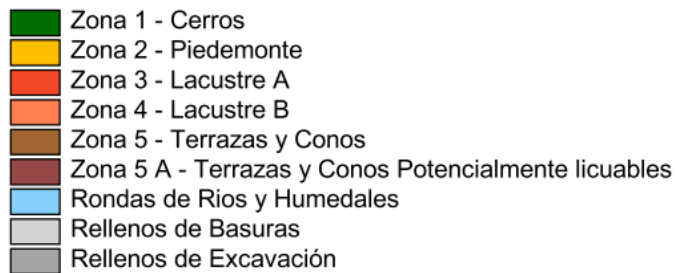 Zona 1 - Cerros
Zona 2 - Piedemonte
Zona 3 - Lacustre A
Zona 4 - Lacustre B
Zona 5 - Terrazas y Conos
Zona 5 A - Terrazas y Conos Potencialmente licuables
Rondas de Rios y Humedales
Rellenos de Basuras
Rellenos de Excavación